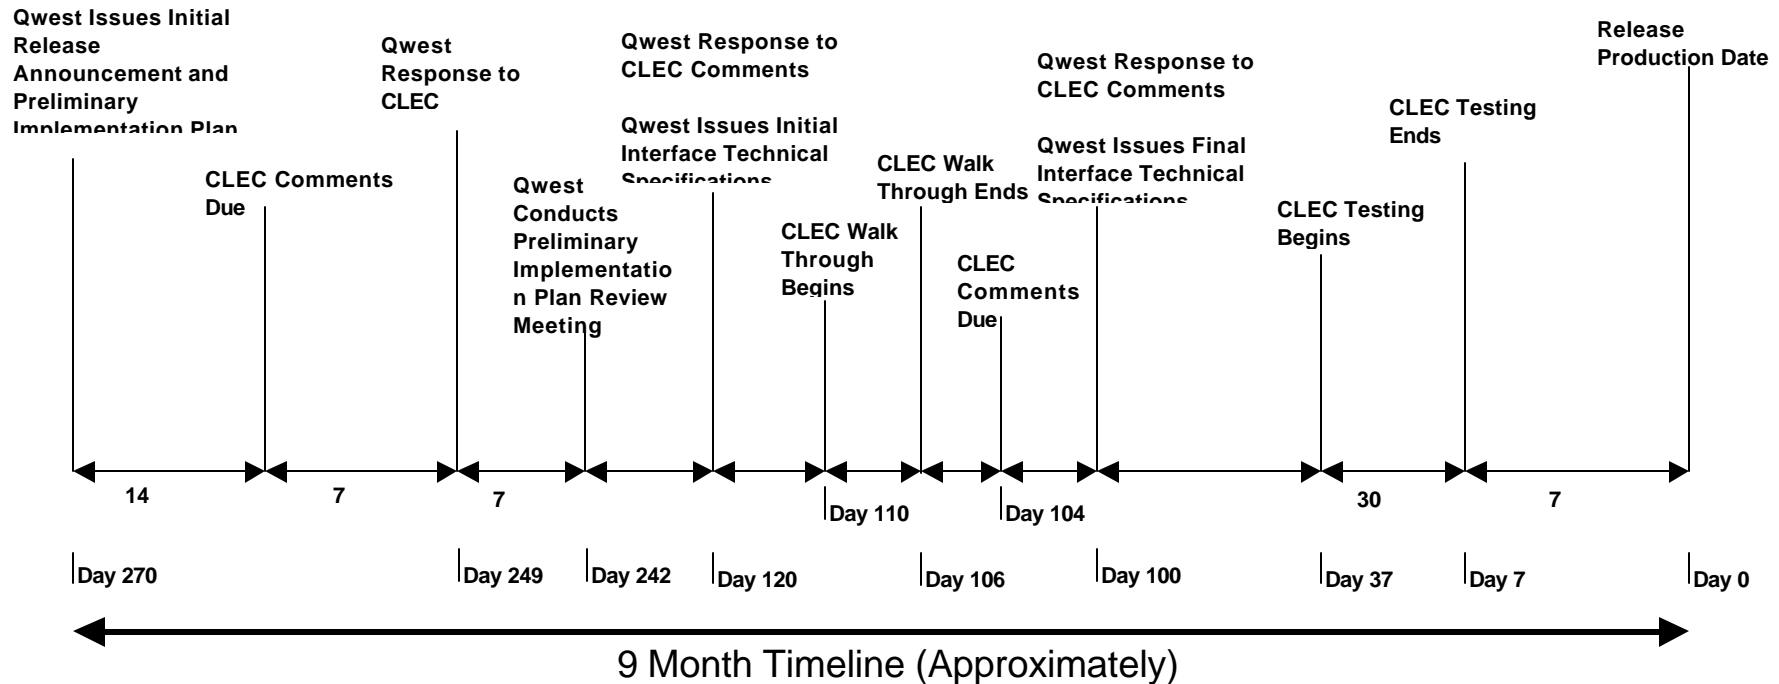 Qwest Issues Initial
Release
Announcement and
Preliminary
Implementation Plan
CLEC Comments
Due
Qwest
Response to
CLEC
Qwest
Conducts
Preliminary
Implementatio
n Plan Review
Meeting
Qwest Response to
CLEC Comments
Qwest Issues Initial
Interface Technical
Specifications
CLEC Walk
Through
Begins
CLEC Walk
Through Ends
CLEC
Comments
Due
Qwest Response to
CLEC Comments
Qwest Issues Final
Interface Technical
Specifications
CLEC Testing
Begins
CLEC Testing
Ends
Release
Production Date
14
7
7
30
7
Day 110
Day 104
Day 270
Day 249
Day 242
Day 120
Day 106
Day 100
Day 37
Day 7
Day 0
9 Month Timeline (Approximately)